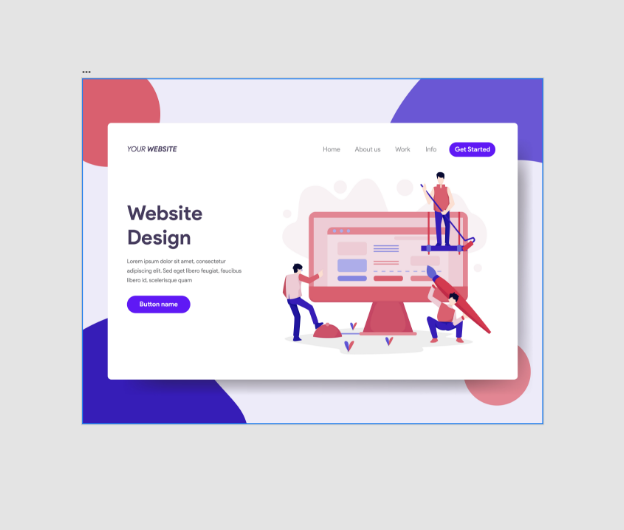 YOUR WEBSITE
Home About us Work Info Get Started
Website
Design
Lorem ipsum dolor sit amet, consectetur
adipiscing elit. Sed eget libero feugiat, faucibus
libero id, scelerisque quam
Button name